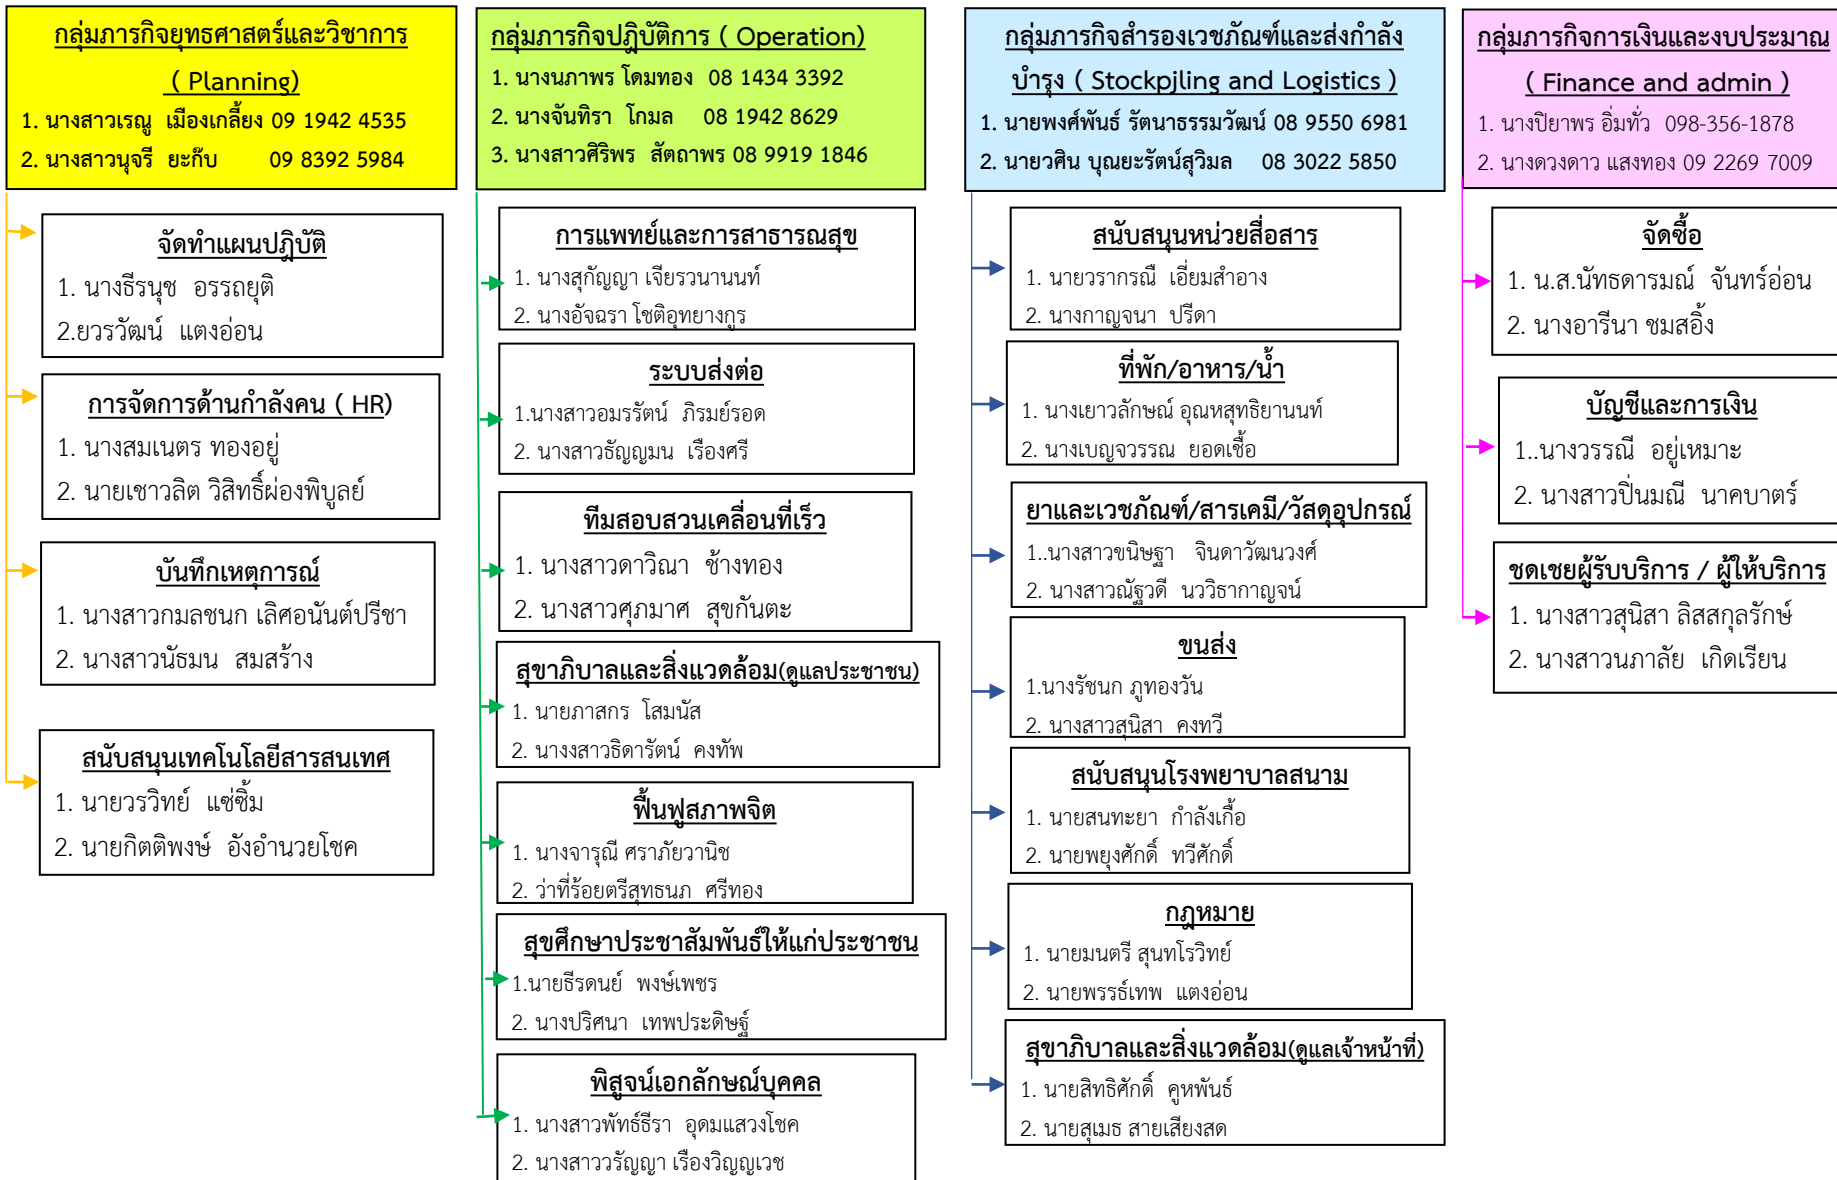 กลุ่มภารกิจยุทธศาสตร์และวิชาการ
( Planning)
1. นางสาวเรณู เมืองเกลี้ยง 09 1942 4535
2. นางสาวนุจรี ยะกีบ 09 8392 5984
จัดทำแผนปฏิบัติ
1. นางธีรนุช อรรถยุติ
2.ยวรวัฒน์ แตงอ่อน
การจัดการด้านกำลังคน ( HR)
1. นางสมเนตร ทองอยู่
2. นายเชาวลิต วิสิทธิ์ผ่องพิบูลย์
บันทึกเหตุการณ์
1. นางสาวกมลชนก เลิศอนันต์ปรีชา
2. นางสาวนัธมน สมสร้าง
สนับสนุนเทคโนโลยีสารสนเทศ
1. นายวรวิทย์ แซ่ซิ้ม
2. นายกิตติพงษ์ อังอำนวยโชค
กลุ่มภารกิจปฏิบัติการ ( Operation)
1. นางนภาพร โดมทอง 08 1434 3392
2. นางจันทิรา โกมล 08 1942 8629
3. นางสาวศิริพร สัตถาพร 08 9919 1846
การแพทย์และการสาธารณสุข
1. นางสุกัญญา เจียรวนานนท์
2. นางอัจฉรา โชติอุทยางกูร
ระบบส่งต่อ
1.นางสาวอมรรัตน์ ภิรมย์รอด
2. นางสาวธัญญมน เรืองศรี
ทีมสอบสวนเคลื่อนที่เร็ว
1. นางสาวดาวิณา ช้างทอง
2. นางสาวศุภมาศ สุขกันตะ
สุขาภิบาลและสิ่งแวดล้อม(ดูแลประชาชน)
1. นายภาสกร โสมนัส
2. นางงสาวธิดารัตน์ คงทัพ
ฟื้นฟูสภาพจิต
1. นางจารุณี ศราภัยวานิช
2. ว่าที่ร้อยตรีสุทธนภ ศรีทอง
สุขศึกษาประชาสัมพันธ์ให้แก่ประชาชน
1.นายธีรดนย์ พงษ์เพชร
2. นางปริศนา เทพประดิษฐ์
พิสูจน์เอกลักษณ์บุคคล
1. นางสาวพัทธ์ธีรา อุดมแสวงโชค
2. นางสาววรัญญา เรืองวิญญเวช
กลุ่มภารกิจสำรองเวชภัณฑ์และส่งกำลัง
บำรุง ( Stockpjling and Logistics )
1. นายพงศ์พันธ์ รัตนาธรรมวัฒน์ 08 9550 6981
2. นายวศิน บุณยะรัตน์สุวิมล 08 3022 5850
สนับสนุนหน่วยสื่อสาร
1. นายวรากรณื เอี่ยมสำอาง
2. นางกาญจนา ปรีดา
ที่พัก/อาหาร/น้ำ
1. นางเยาวลักษณ์ อุณหสุทธิยานนท์
2. นางเบญจวรรณ ยอดเชื้อ
ยาและเวชภัณฑ์/สารเคมี/วัสดุอุปกรณ์
1..นางสาวขนิษฐา จินดาวัฒนวงศ์
2. นางสาวณัฐวดี นววิธากาญจน์
ขนส่ง
1.นางรัชนก ภูทองวัน
2. นางสาวสุนิสา คงทวี
สนับสนุนโรงพยาบาลสนาม
1. นายสนทะยา กำลังเกื้อ
2. นายพยุงศักดิ์ ทวีศักดิ์
กฎหมาย
1. นายมนตรี สุนทโรวิทย์
2. นายพรรธ์เทพ แตงอ่อน
สุขาภิบาลและสิ่งแวดล้อม(ดูแลเจ้าหน้าที่)
1. นายสิทธิศักดิ์ คูหพันธ์
2. นายสุเมธ สายเสียงสด
กลุ่มภารกิจการเงินและงบประมาณ
( Finance and admin )
1. นางปิยาพร อิ่มทั่ว 098-356-1878
2. นางดวงดาว แสงทอง 09 2269 7009
จัดซื้อ
1. น.ส.นัทธดารมณ์ จันทร์อ่อน
2. นางอารีนา ชมสอิ้ง
บัญชีและการเงิน
1..นางวรรณี อยู่เหมาะ
2. นางสาวปิ่นมณี นาคบาตร์
ชดเชยผู้รับบริการ / ผู้ให้บริการ
1. นางสาวสุนิสา ลิสสกุลรักษ์
2. นางสาวนภาลัย เกิดเรียน